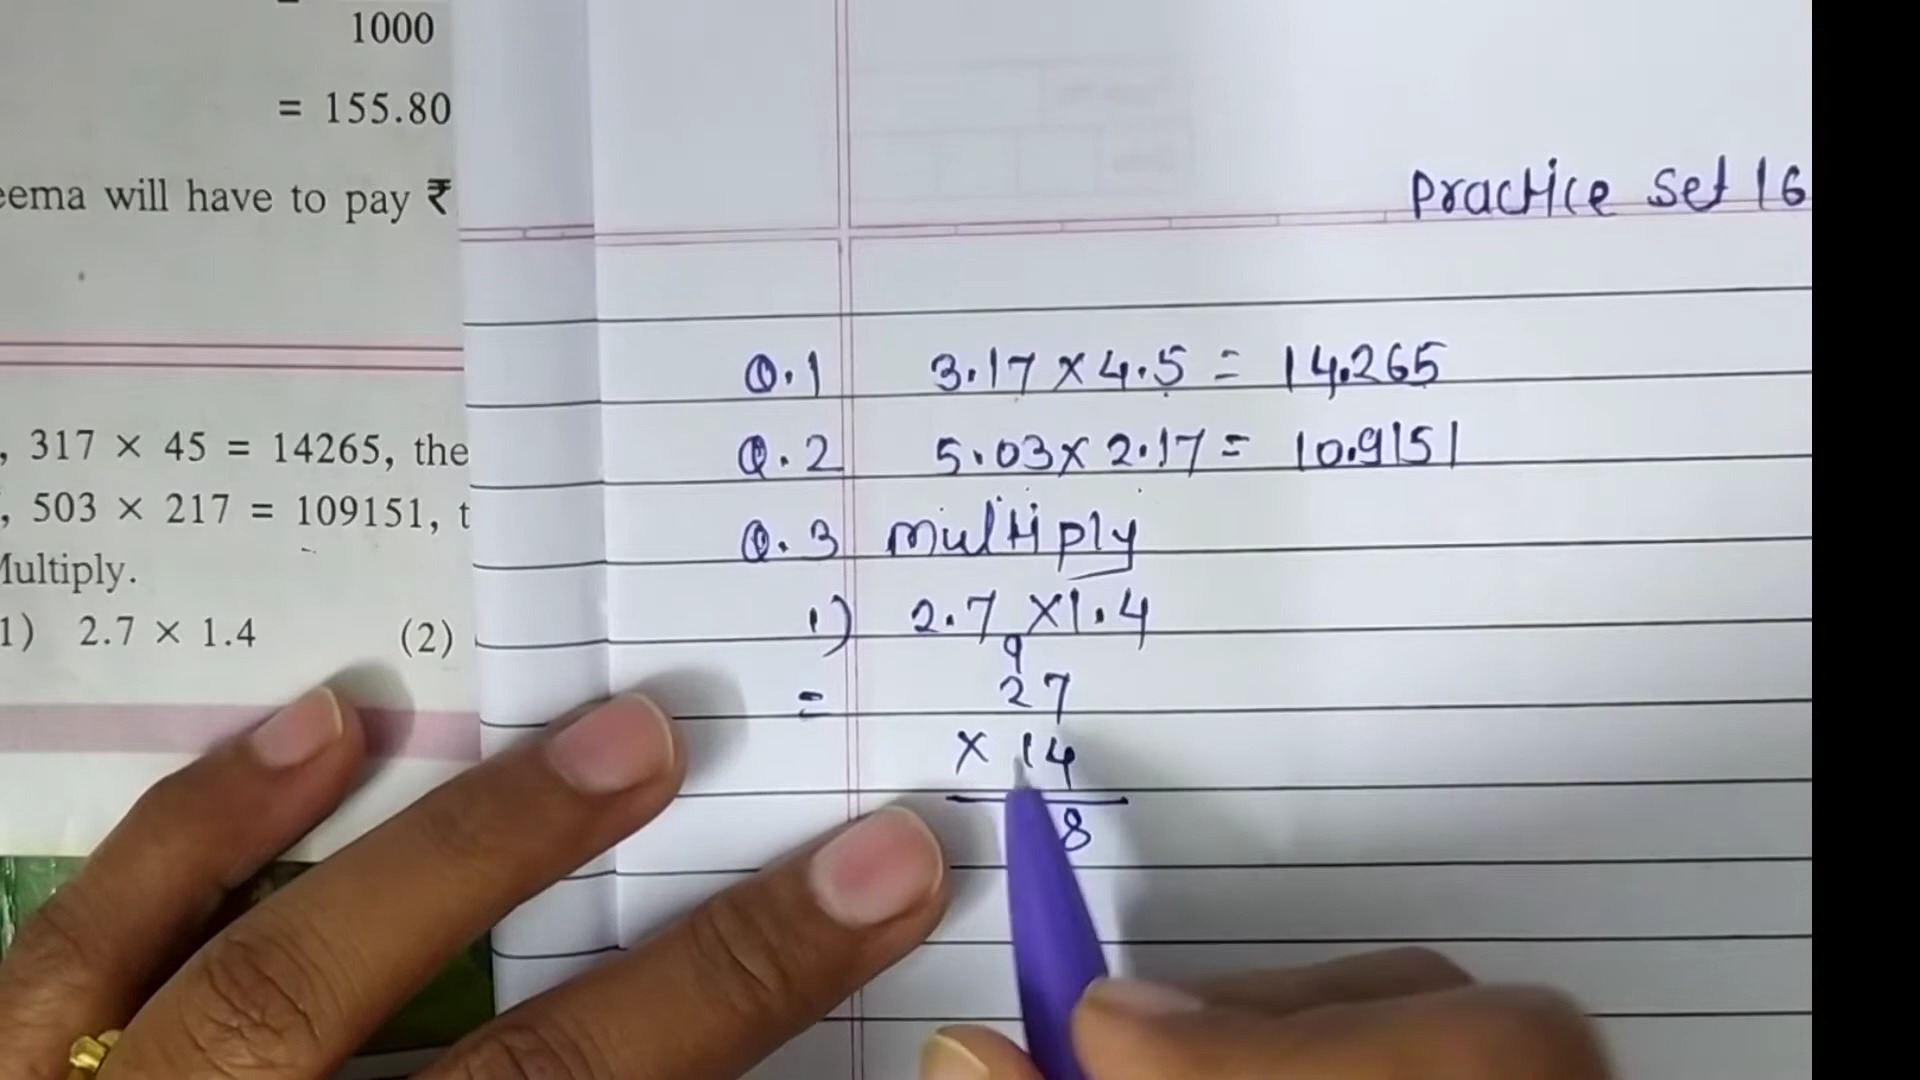 1000
= 155.80
eema will have to pay ₹
, 317 × 45 = 14265, the
, 503 × 217 = 109151, t
Multiply.
1) 2.7 × 1.4 (2)
Practice Set 16
Q.1 3.17 × 4.5 = 14.265
Q.2 5.03 × 2.17 = 10.9151
Q.3 Multiply
1) 2.7 × 1.4
= 27
× 14
8